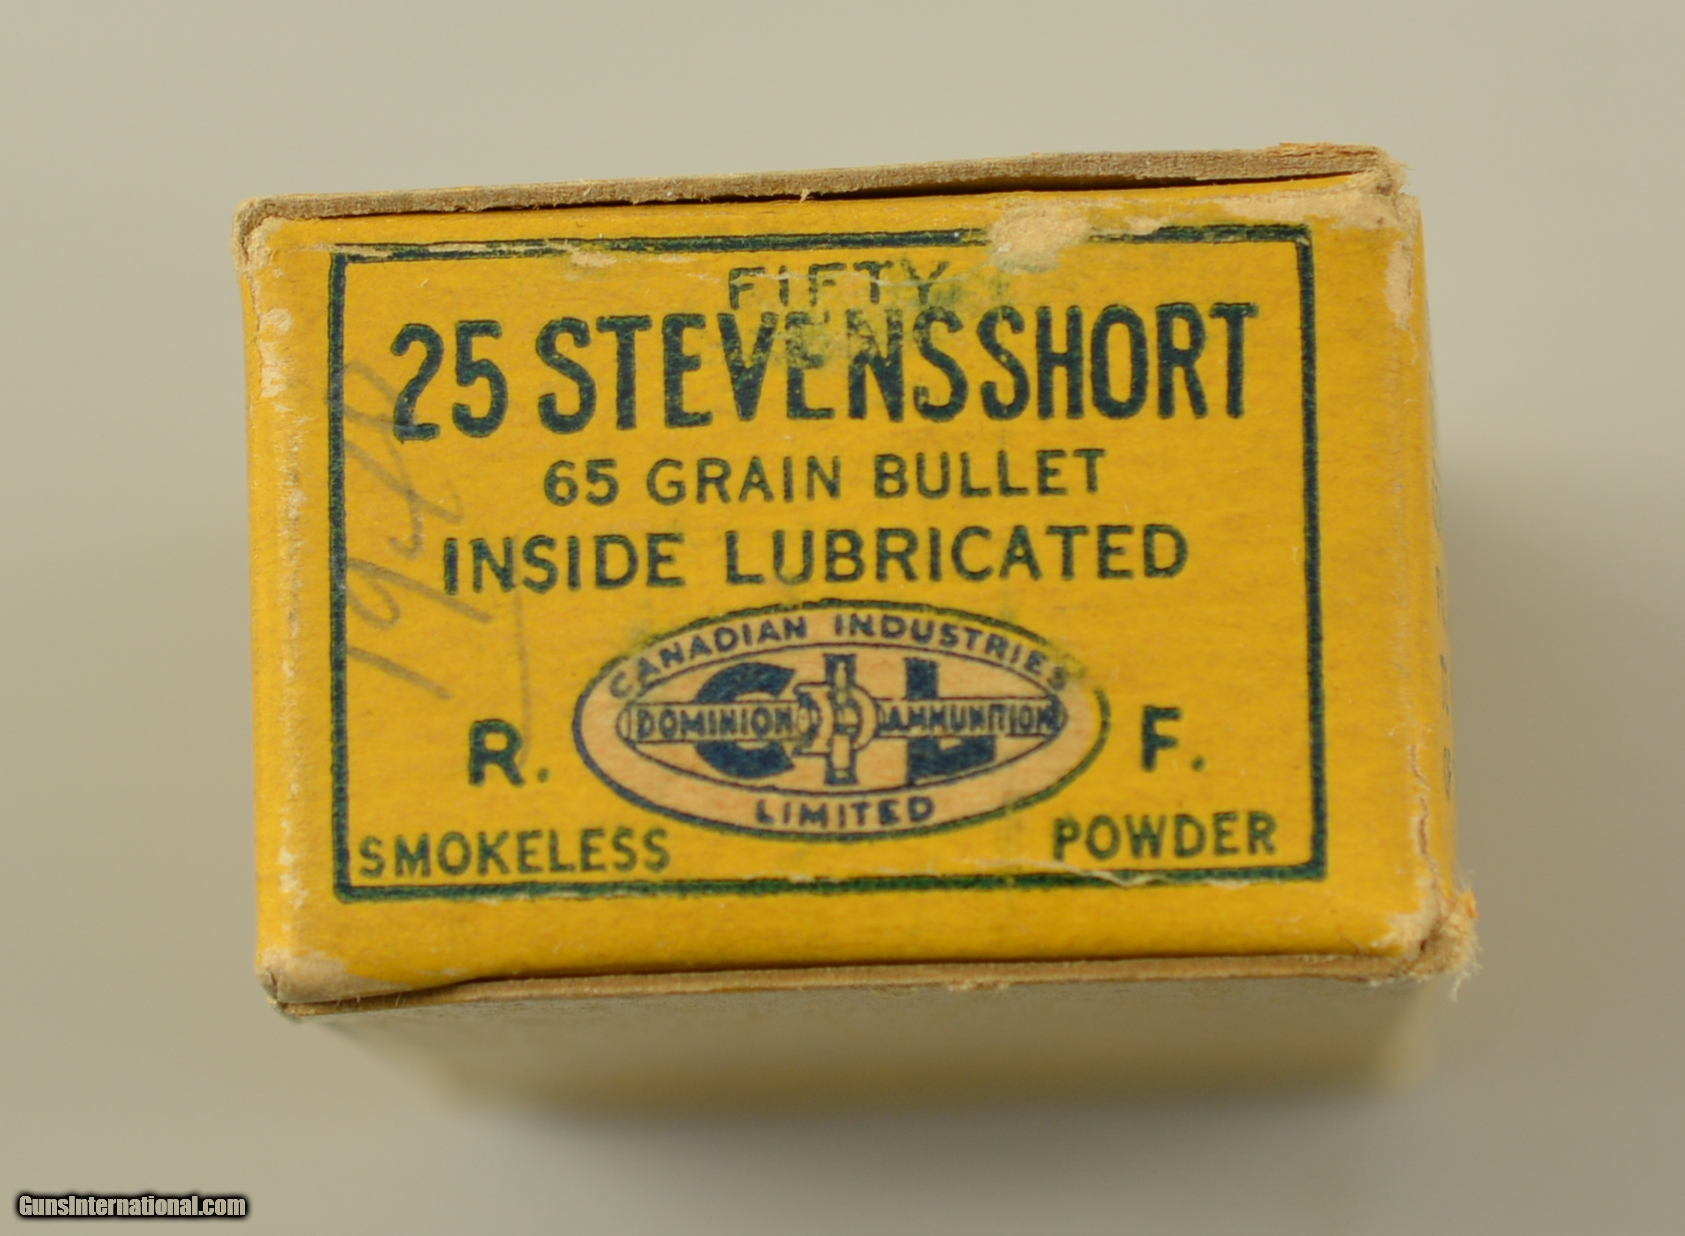 FIFTY
25 STEVENS SHORT
65 GRAIN BULLET
INSIDE LUBRICATED
CANADIAN INDUSTRIES
C I L
DOMINION AMMUNITION
LIMITED
R. F.
SMOKELESS POWDER
GunsInternational.com